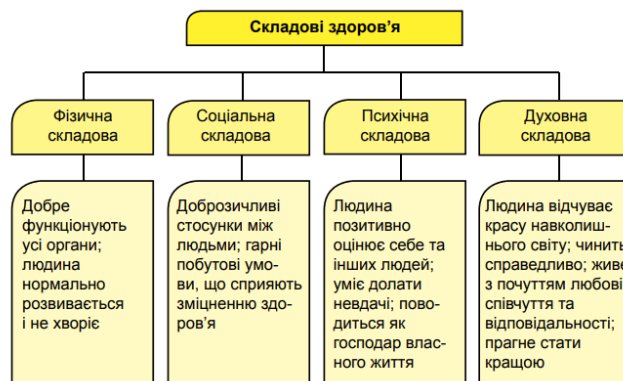 Складові здоров’я
Фізична
складова
Соціальна
складова
Психічна
складова
Духовна
складова
Добре
функціонують
усі органи;
людина
нормально
розвивається
і не хворіє
Доброзичливі
стосунки між
людьми; гарні
побутові умо-
ви, що сприяють
зміцненню здо-
ров’я
Людина
позитивно
оцінює себе та
інших людей;
уміє долати
невдачі; пово-
диться як
господар влас-
ного життя
Людина відчуває
красу навколиш-
нього світу; чинить
справедливо; живе
з почуттям любові,
співчуття та
відповідальності;
прагне стати
кращою